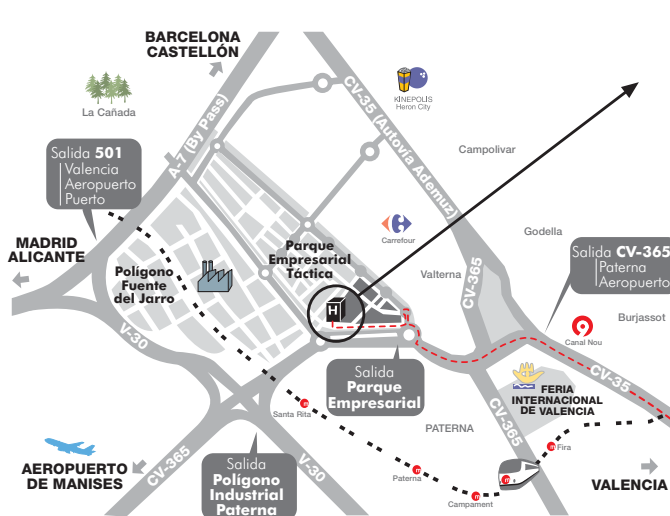 BARCELONA
CASTELLÓN
La Cañada
KINEPOLIS
Heron City
CV-35 (Autovía Ademuz)
A-7 (By Pass)
Campolivar
Salida 501
Valencia
Aeropuerto
Puerto
MADRID
ALICANTE
Carrefour
Godella
Parque
Empresarial
Táctica
Polígono
Fuente
del Jarro
Valterna
CV-365
Salida CV-365
Paterna
Aeropuerto
H
Burjassot
Canal Nou
V-30
Salida
Parque
Empresarial
CV-35
FERIA
INTERNACIONAL
DE VALENCIA
Santa Rita
PATERNA
CV-365
Fira
AEROPUERTO
DE MANISES
CV-365
Salida
Polígono
Industrial
Paterna
V-30
Paterna
Campament
VALENCIA